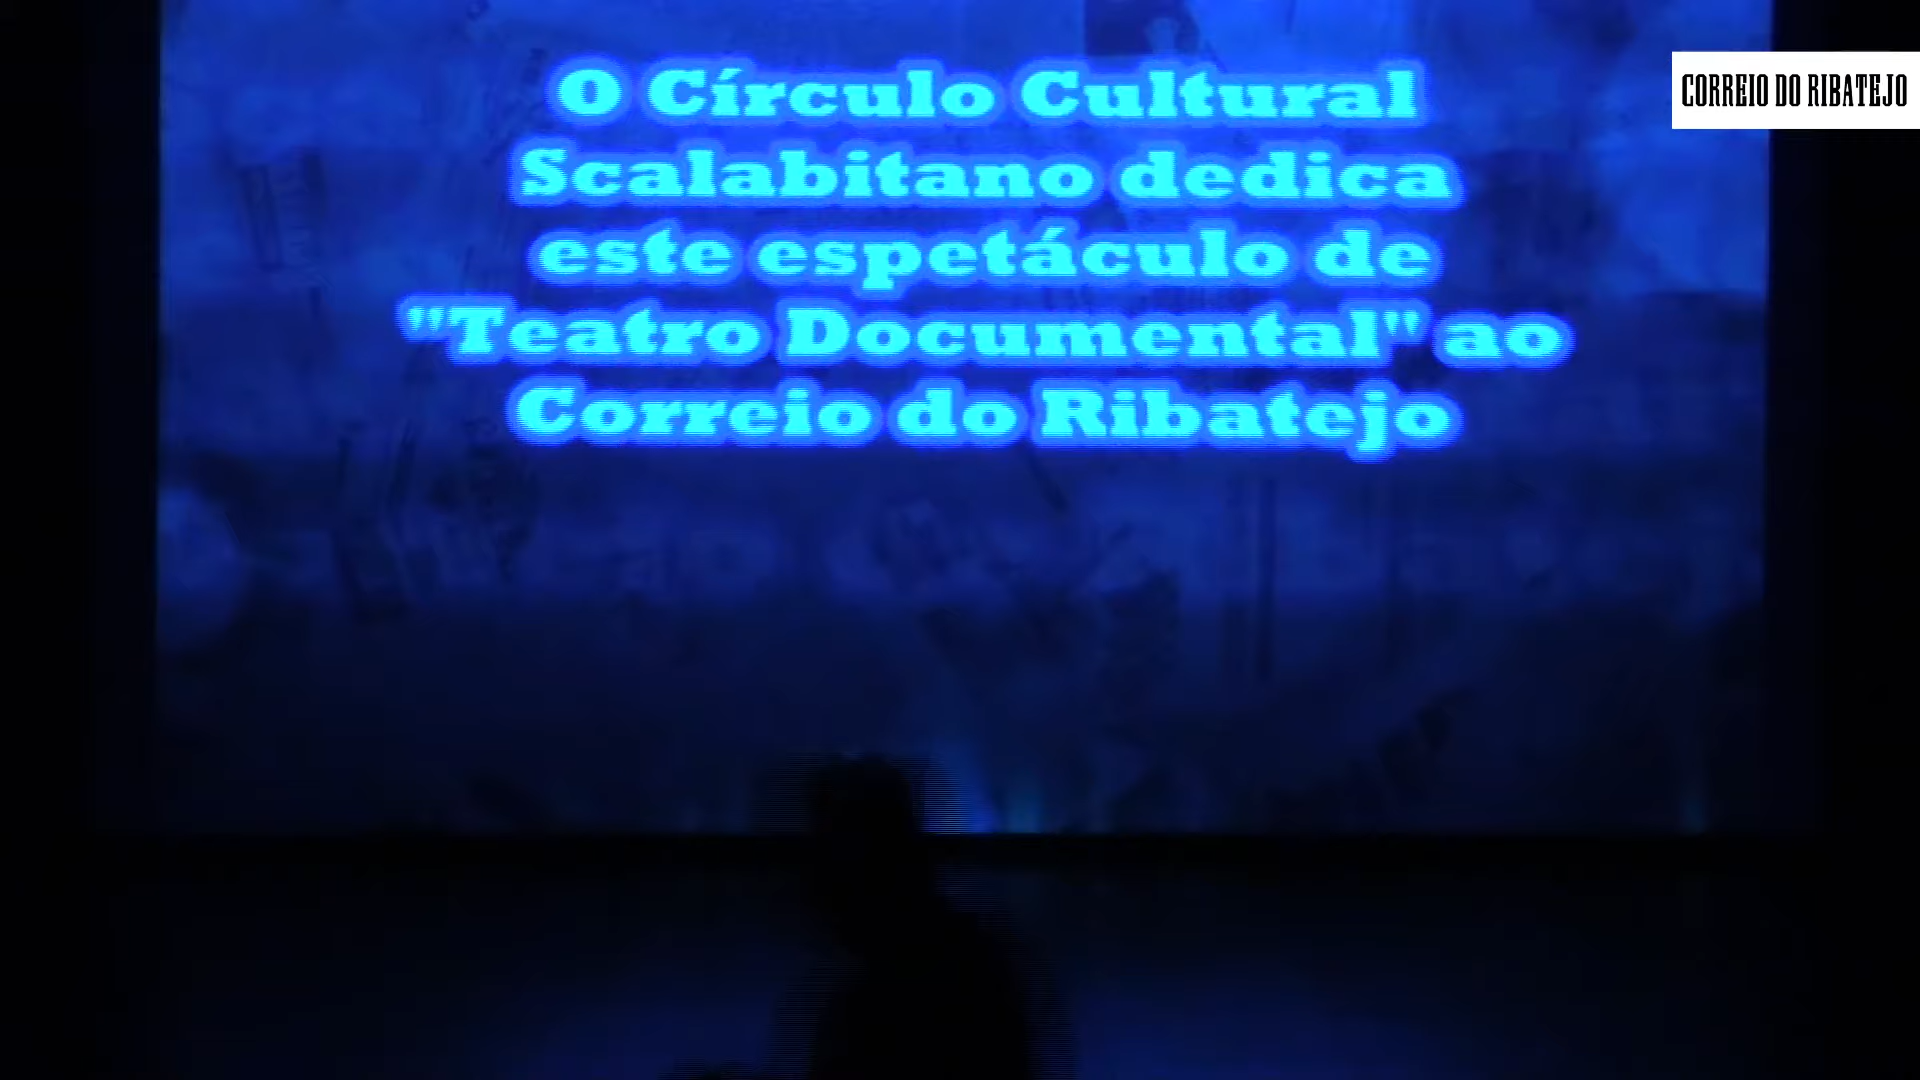 O Círculo Cultural
Scalabitano dedica
este espetáculo de
"Teatro Documental" ao
Correio do Ribatejo
CORREIO DO RIBATEJO